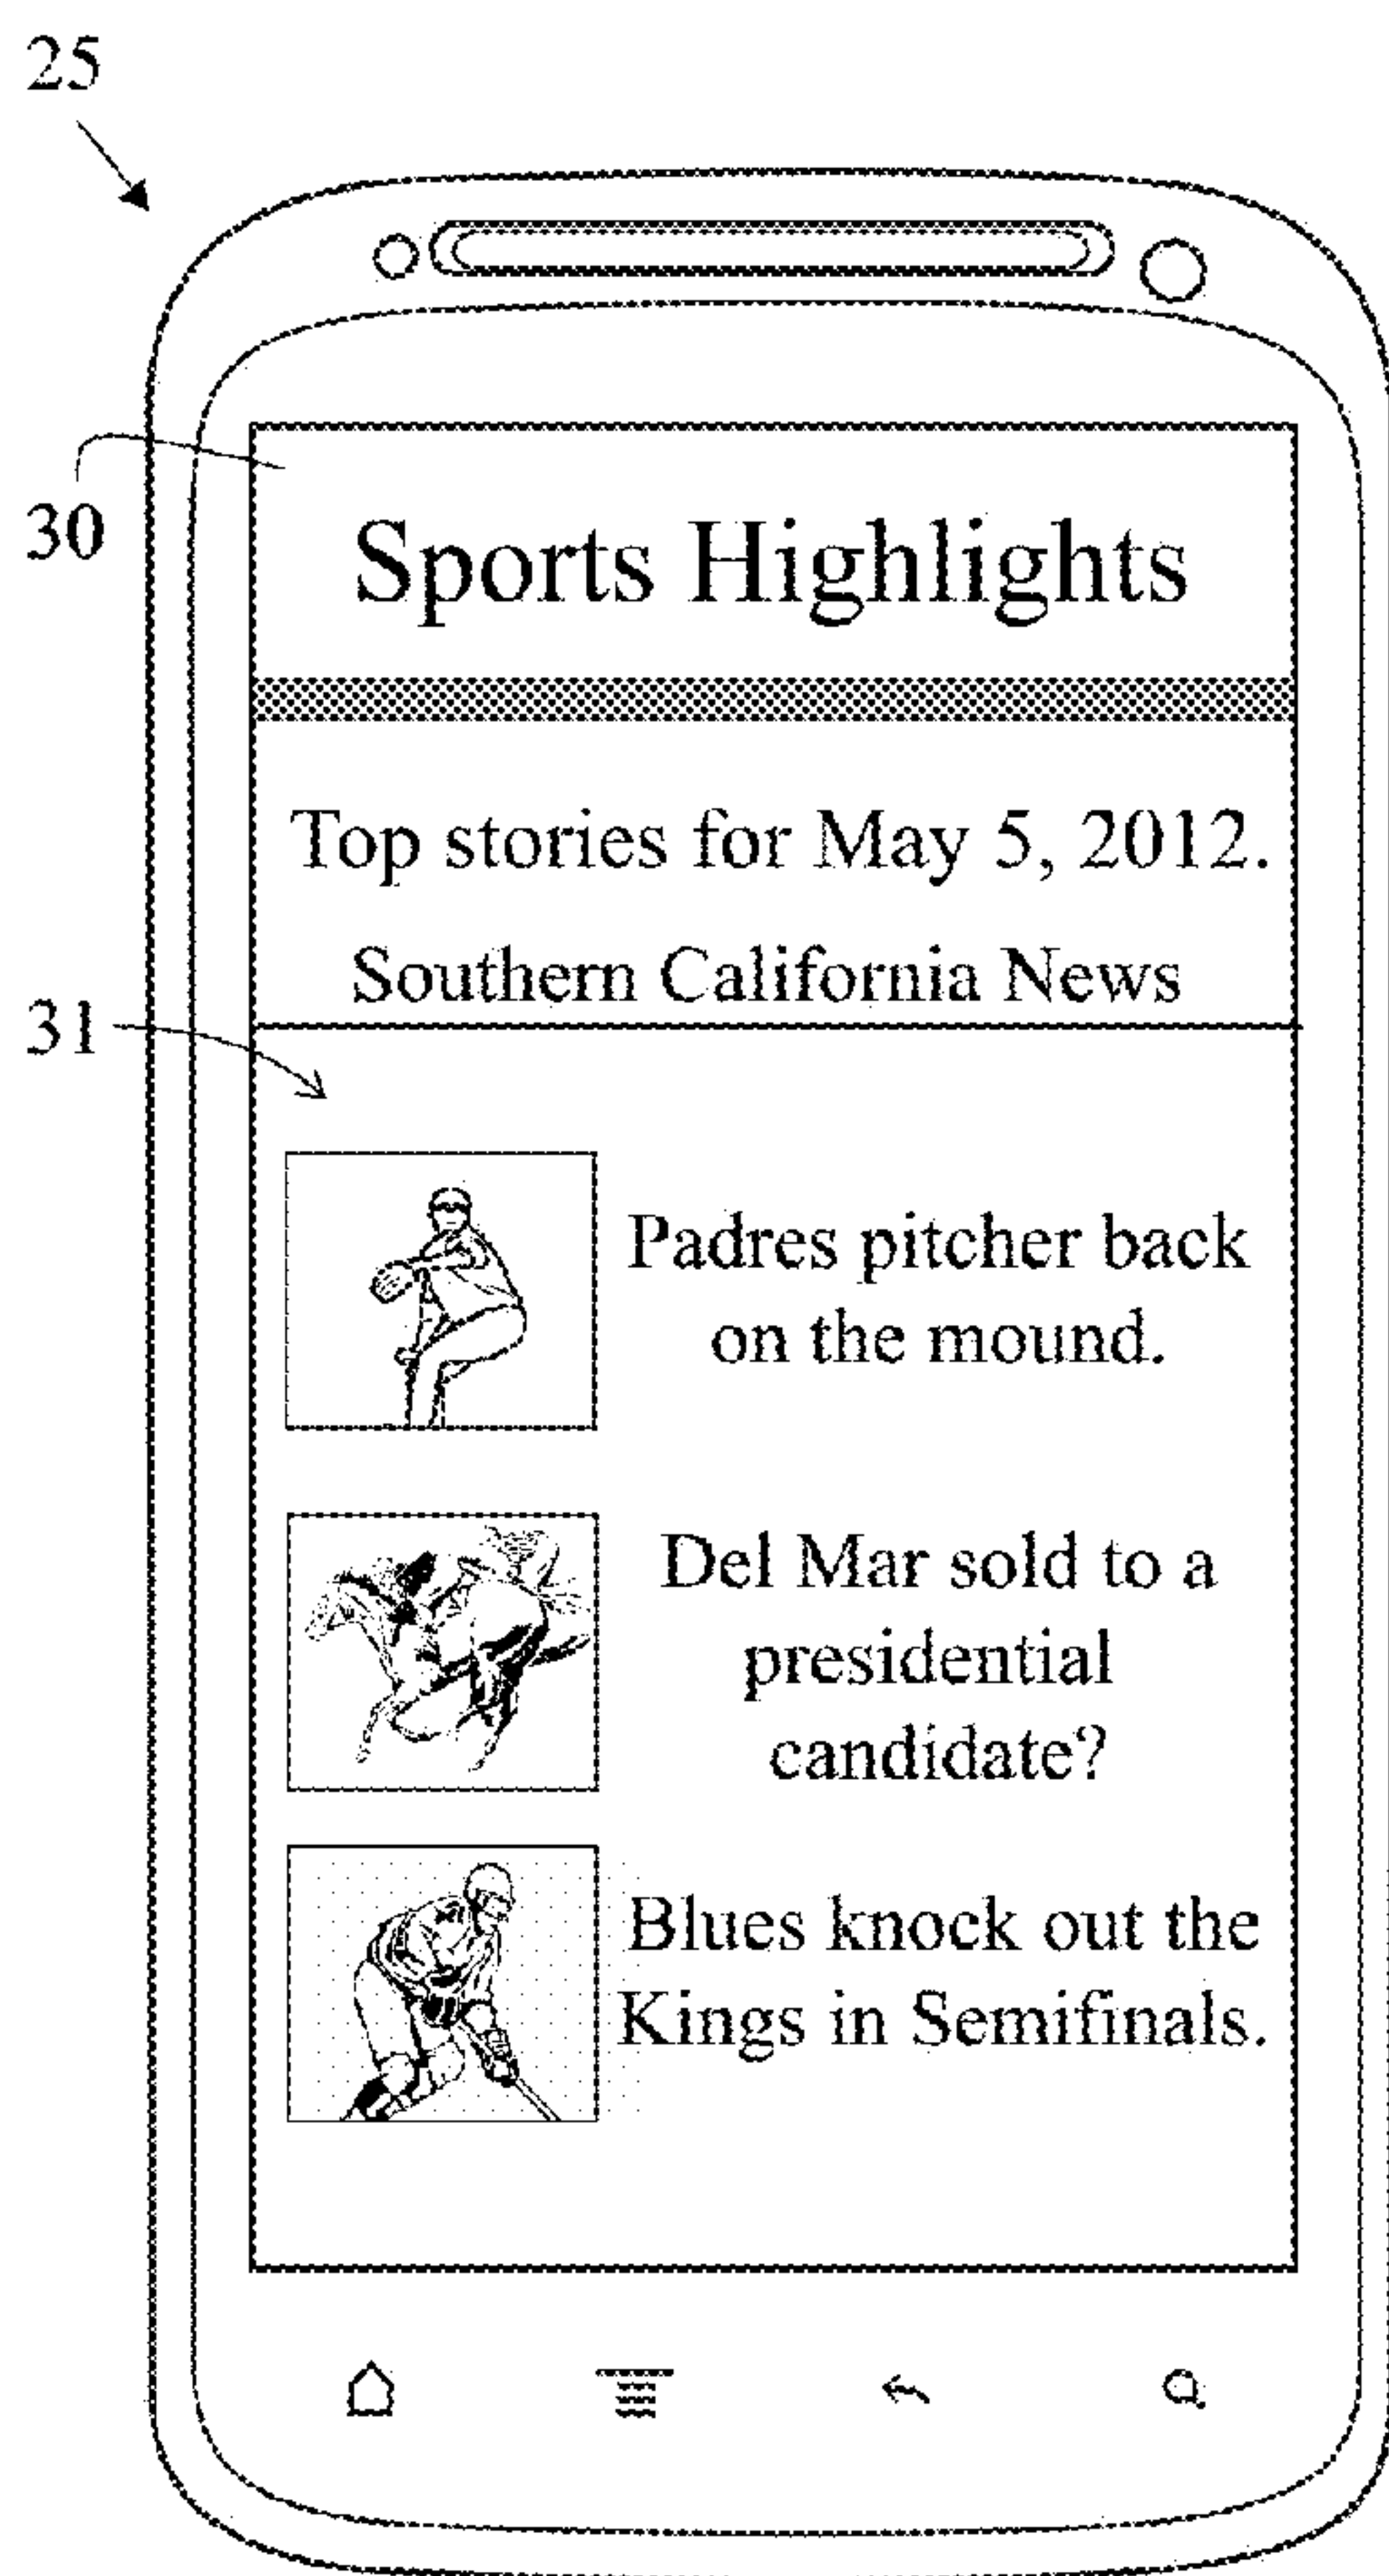 25
30
Sports Highlights
Top stories for May 5, 2012.
Southern California News
31
Padres pitcher back
on the mound.
Del Mar sold to a
presidential
candidate?
Blues knock out the
Kings in Semifinals.